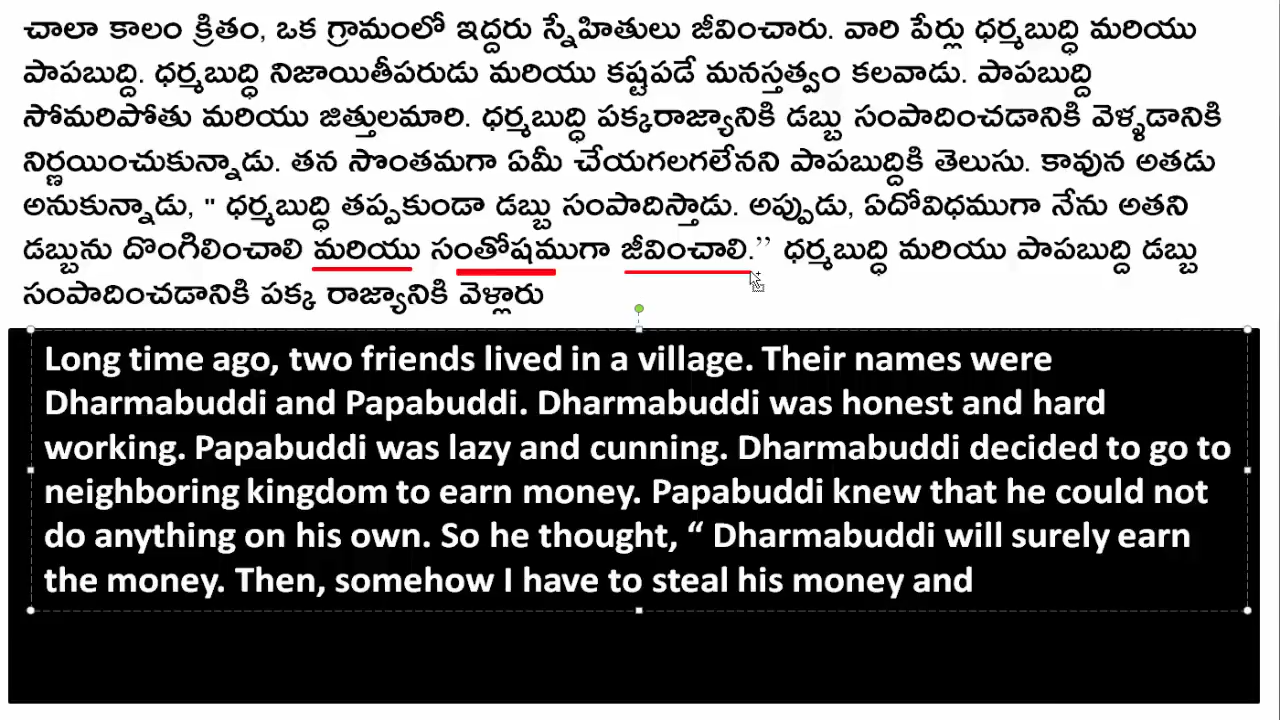 చాలా కాలం క్రితం, ఒక గ్రామంలో ఇద్దరు స్నేహితులు జీవించారు. వారి పేర్లు ధర్మబుద్ధి మరియు
పాపబుద్ది. ధర్మబుద్ధి నిజాయితీపరుడు మరియు కష్టపడే మనస్తత్వం కలవాడు. పాపబుద్ది
సోమరిపోతు మరియు జిత్తులమారి. ధర్మబుద్ధి పక్కరాజ్యానికి డబ్బు సంపాదించడానికి వెళ్ళడానికి
నిర్ణయించుకున్నాడు. తన సొంతమగా ఏమీ చేయగలగలేనని పాపబుద్దికి తెలుసు. కావున అతడు
అనుకున్నాడు, " ధర్మబుద్ధి తప్పకుండా డబ్బు సంపాదిస్తాడు. అప్పుడు, ఏదోవిధముగా నేను అతని
డబ్బును దొంగిలించాలి మరియు సంతోషముగా జీవించాలి.’’ ధర్మబుద్ధి మరియు పాపబుద్ది డబ్బు
సంపాదించడానికి పక్క రాజ్యానికి వెళ్లారు
Long time ago, two friends lived in a village. Their names were
Dharmabuddi and Papabuddi. Dharmabuddi was honest and hard
working. Papabuddi was lazy and cunning. Dharmabuddi decided to go to
neighboring kingdom to earn money. Papabuddi knew that he could not
do anything on his own. So he thought, “ Dharmabuddi will surely earn
the money. Then, somehow I have to steal his money and